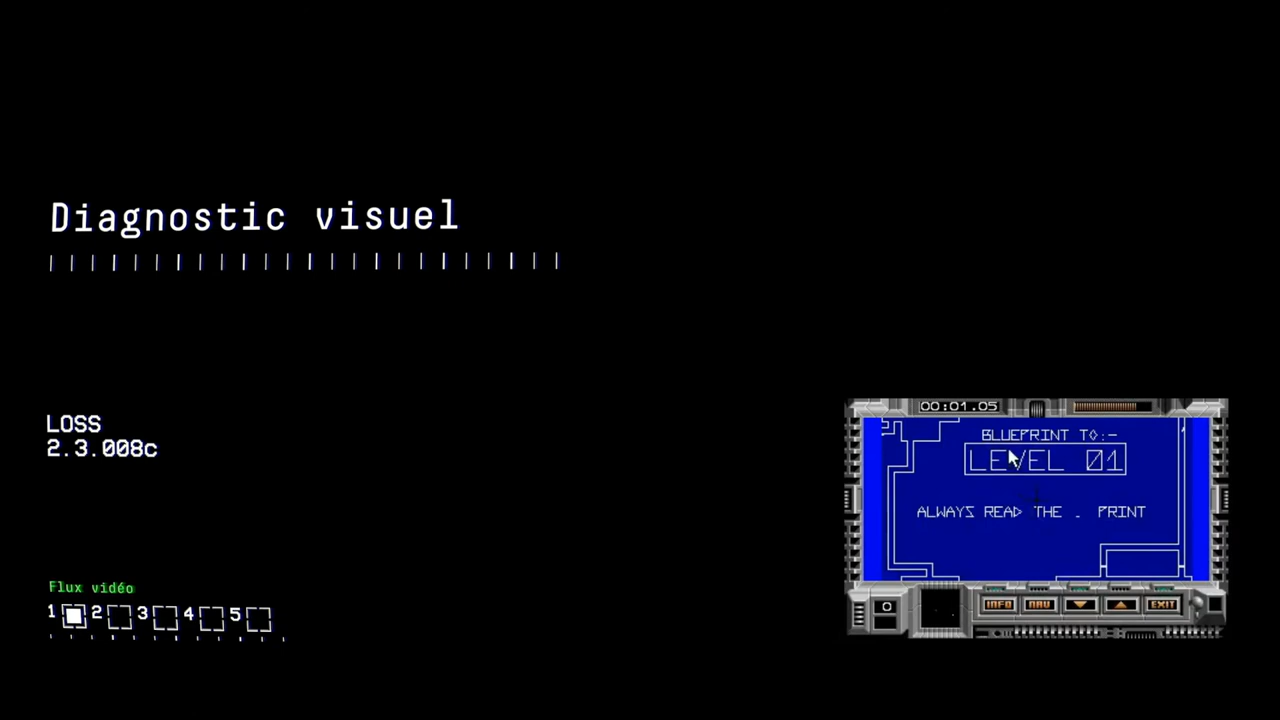 Diagnostic visuel
LOSS
2.3.008c
Flux vidéo
1 2 3 4 5
00:01.05
BLUEPRINT TO:-
LEVEL 01
ALWAYS READ THE _ PRINT
0
INFO NAV EXIT